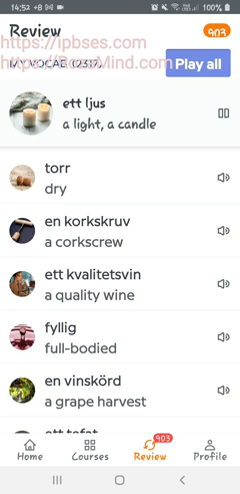 14:52 +B
100%
Review
903
https://ipbses.com
MY VOCAB (2319)
Play all
ett ljus
a light, a candle
torr
dry
en korkskruv
a corkscrew
ett kvalitetsvin
a quality wine
fyllig
full-bodied
en vinskörd
a grape harvest
903
Home
Courses
Review
Profile